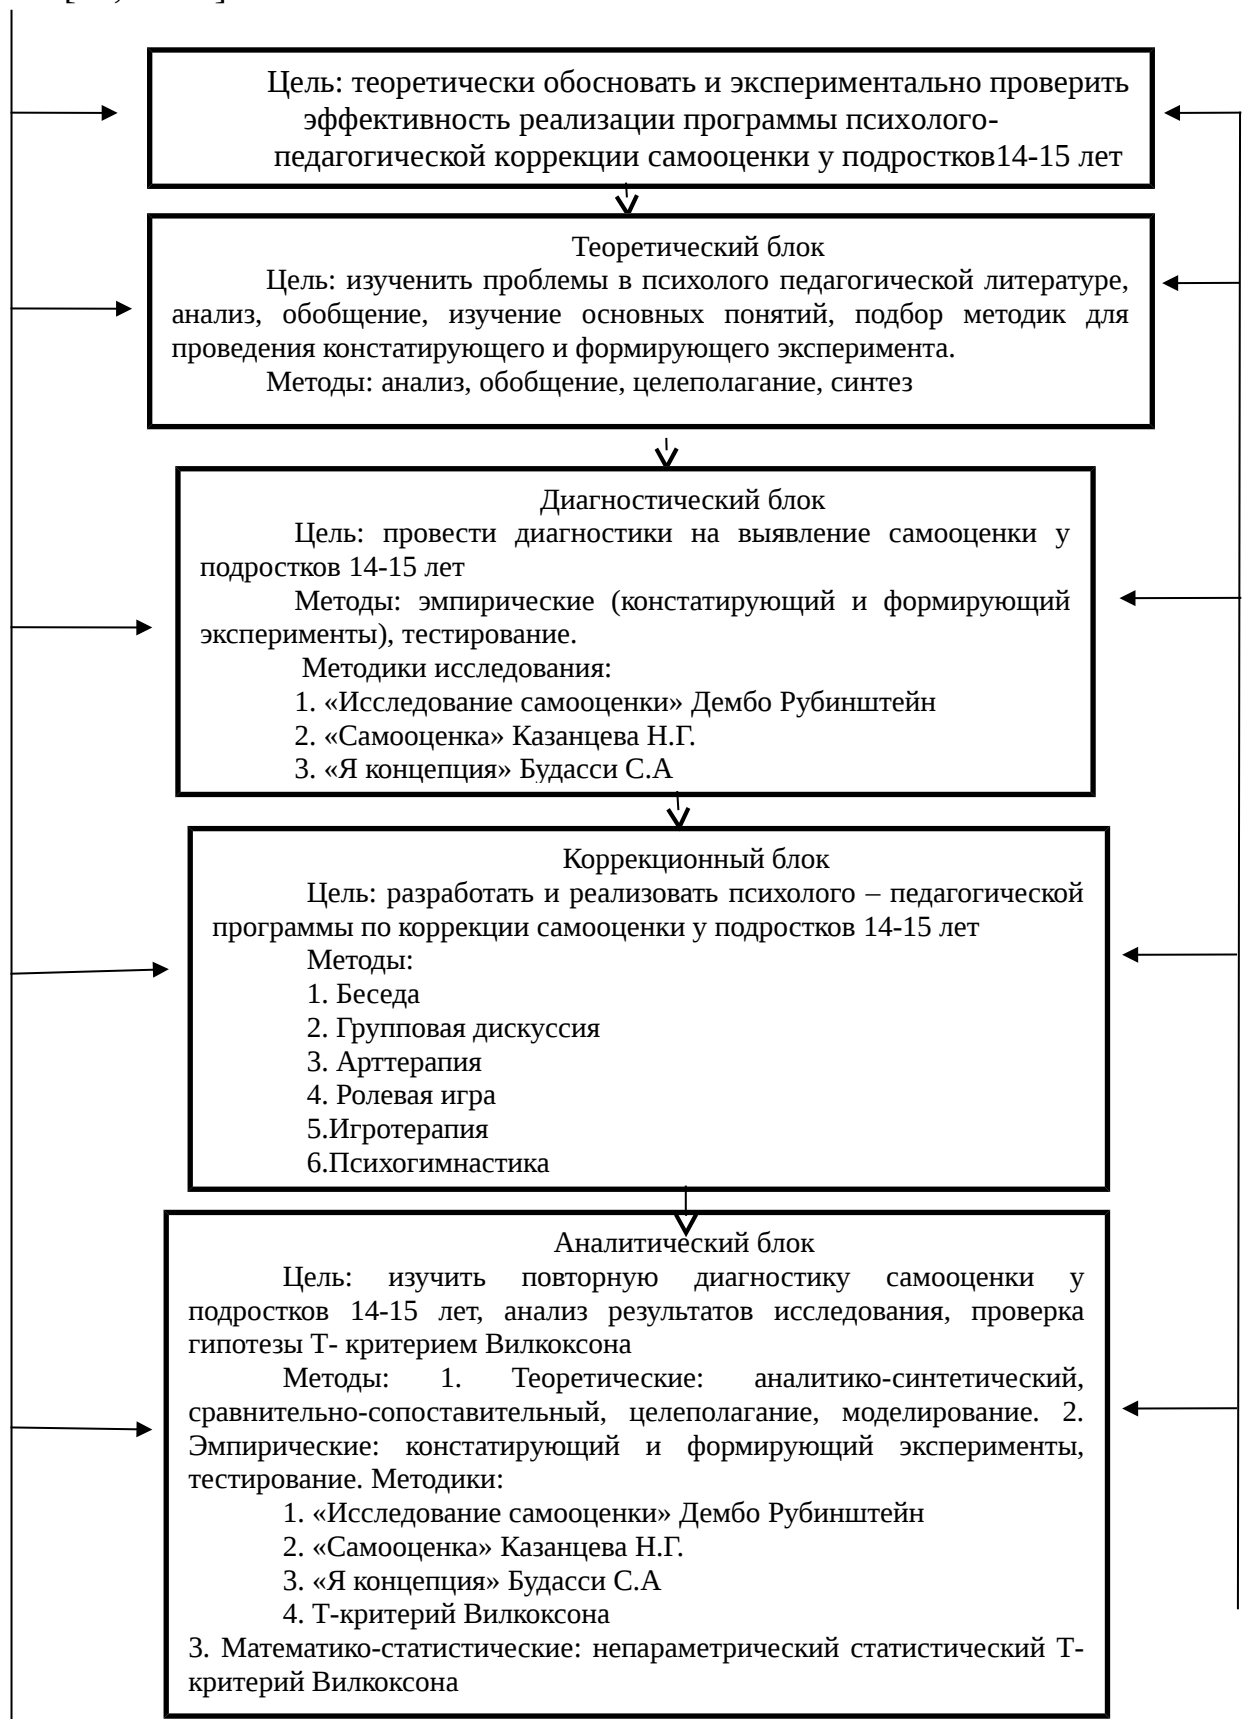 Цель: теоретически обосновать и экспериментально проверить
эффективность реализации программы психолого-
педагогической коррекции самооценки у подростков14-15 лет
Теоретический блок
Цель: изученить проблемы в психолого педагогической литературе,
анализ, обобщение, изучение основных понятий, подбор методик для
проведения констатирующего и формирующего эксперимента.
Методы: анализ, обобщение, целеполагание, синтез
Диагностический блок
Цель: провести диагностики на выявление самооценки у
подростков 14-15 лет
Методы: эмпирические (констатирующий и формирующий
эксперименты), тестирование.
Методики исследования:
1. «Исследование самооценки» Дембо Рубинштейн
2. «Самооценка» Казанцева Н.Г.
3. «Я концепция» Будасси С.А
Коррекционный блок
Цель: разработать и реализовать психолого – педагогической
программы по коррекции самооценки у подростков 14-15 лет
Методы:
1. Беседа
2. Групповая дискуссия
3. Арттерапия
4. Ролевая игра
5.Игротерапия
6.Психогимнастика
Аналитический блок
Цель: изучить повторную диагностику самооценки у
подростков 14-15 лет, анализ результатов исследования, проверка
гипотезы Т- критерием Вилкоксона
Методы: 1. Теоретические: аналитико-синтетический,
сравнительно-сопоставительный, целеполагание, моделирование. 2.
Эмпирические: констатирующий и формирующий эксперименты,
тестирование. Методики:
1. «Исследование самооценки» Дембо Рубинштейн
2. «Самооценка» Казанцева Н.Г.
3. «Я концепция» Будасси С.А
4. Т-критерий Вилкоксона
3. Математико-статистические: непараметрический статистический Т-
критерий Вилкоксона